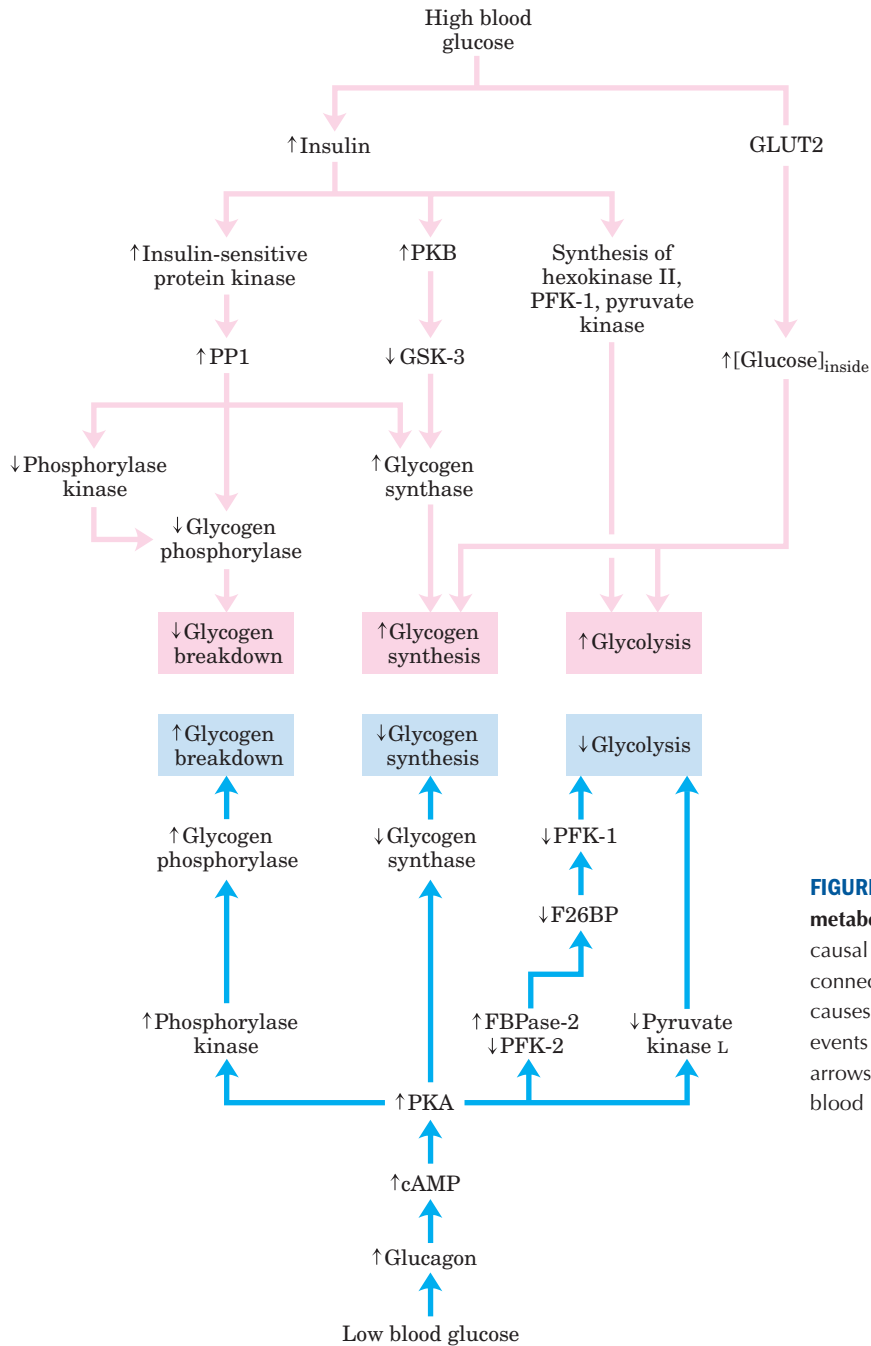 High blood
glucose
↑Insulin
GLUT2
↑Insulin-sensitive
protein kinase
↑PKB
Synthesis of
hexokinase II,
PFK-1, pyruvate
kinase
↑PP1
↓GSK-3
↑[Glucose]inside
↓Phosphorylase
kinase
↑Glycogen
synthase
↓Glycogen
phosphorylase
↓Glycogen
breakdown
↑Glycogen
synthesis
↑Glycolysis
↑Glycogen
breakdown
↓Glycogen
synthesis
↓Glycolysis
↑Glycogen
phosphorylase
↓Glycogen
synthase
↓PFK-1
↓F26BP
↑Phosphorylase
kinase
↑FBPase-2
↓PFK-2
↓Pyruvate
kinase L
↑PKA
↑cAMP
↑Glucagon
Low blood glucose
FIGURE
metabo
causal
connec
causes
events
arrows
blood